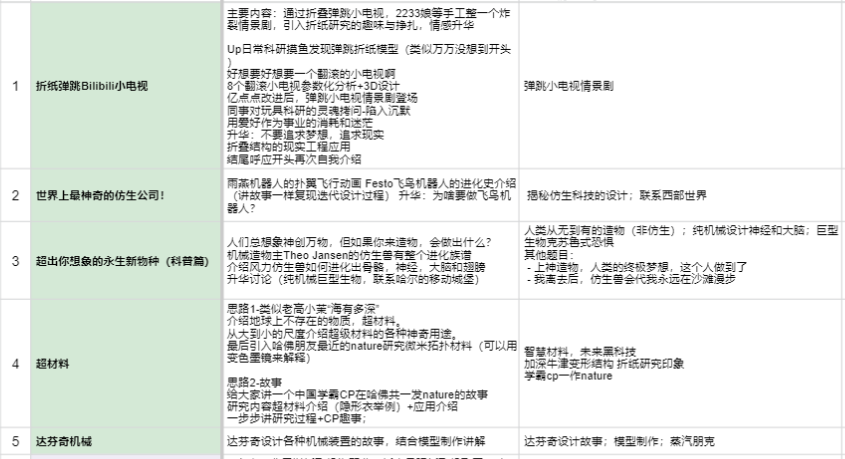 1
折纸弹跳Bilibili小电视
主要内容：通过折叠弹跳小电视，2233娘等手工整一个炸
裂情景剧，引入折纸研究的趣味与挣扎，情感升华
Up日常科研摸鱼发现弹跳折纸模型（类似万万没想到开头
）
好想要好想要一个翻滚的小电视啊
8个翻滚小电视参数化分析+3D设计
亿点点改进后，弹跳小电视情景剧登场
同事对玩具科研的灵魂拷问-陷入沉默
用爱好作为事业的消耗和迷茫
升华：不要追求梦想，追求现实
折叠结构的现实工程应用
结尾呼应开头再次自我介绍
弹跳小电视情景剧
2
世界上最神奇的仿生公司！
雨燕机器人的扑翼飞行动画 Festo飞鸟机器人的进化史介绍
（讲故事一样复现迭代设计过程） 升华：为啥要做飞鸟机
器人？
揭秘仿生科技的设计；联系西部世界
3
超出你想象的永生新物种（科普篇）
人们总想象神创万物，但如果你来造物，会做出什么？
机械造物主Theo Jansen的仿生兽有整个进化族谱
介绍风力仿生兽如何进化出骨骼，神经，大脑和翅膀
升华讨论（纯机械巨型生物，联系哈尔的移动城堡）
人类从无到有的造物（非仿生）；纯机械设计神经和大脑；巨型
生物克苏鲁式恐惧
其他题目：
- 上神造物，人类的终极梦想，这个人做到了
- 我离去后，仿生兽会代我永远在沙滩漫步
4
超材料
思路1-类似老高小茉“海有多深”
介绍地球上不存在的物质，超材料。
从大到小的尺度介绍超级材料的各种神奇用途。
最后引入哈佛朋友最近的nature研究微米拓扑材料（可以用
变色墨镜来解释）
思路2-故事
给大家讲一个中国学霸CP在哈佛共一发nature的故事
研究内容超材料介绍（隐形衣举例）+应用介绍
一步步讲研究过程+CP趣事；
智慧材料，未来黑科技
加深牛津变形结构 折纸研究印象
学霸cp一作nature
5
达芬奇机械
达芬奇设计各种机械装置的故事，结合模型制作讲解
达芬奇设计故事；模型制作；蒸汽朋克